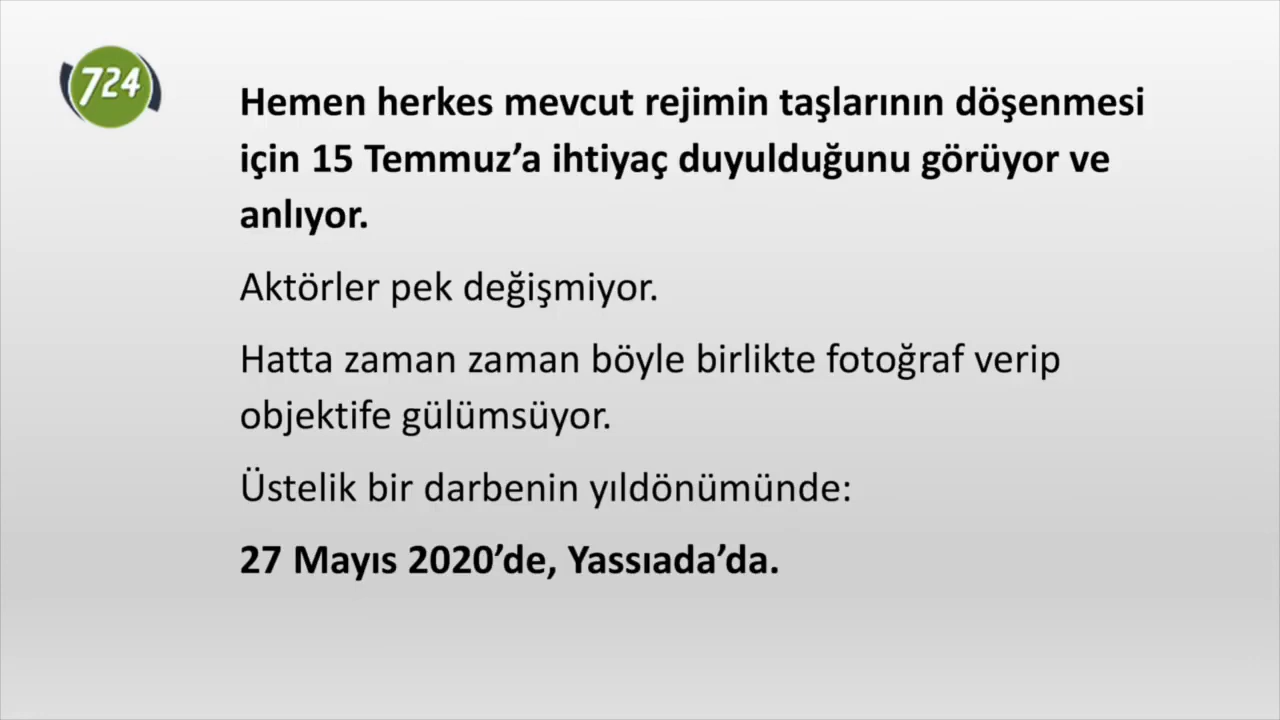 724
Hemen herkes mevcut rejimin taşlarının döşenmesi
için 15 Temmuz’a ihtiyaç duyulduğunu görüyor ve
anlıyor.
Aktörler pek değişmiyor.
Hatta zaman zaman böyle birlikte fotoğraf verip
objektife gülümsüyor.
Üstelik bir darbenin yıldönümünde:
27 Mayıs 2020’de, Yassıada’da.